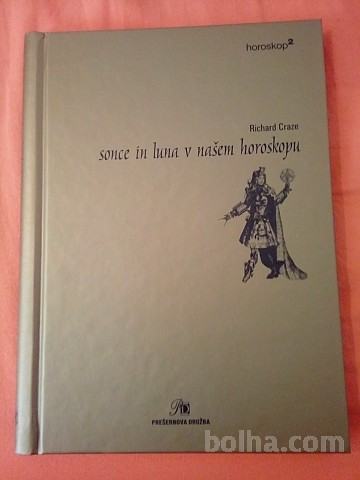 horoskop²
Richard Craze
sonce in luna v našem horoskopu
PREŠERNOVA DRUŽBA
bolha.com